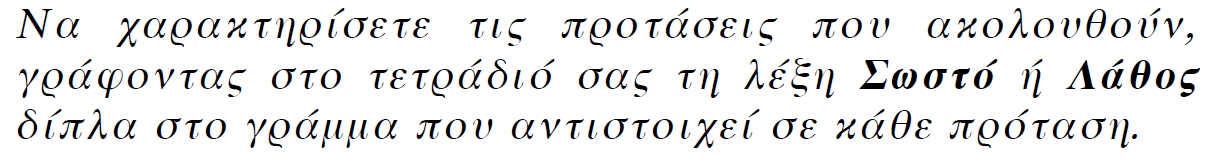 Να χαρακτηρίσετε τις προτάσεις που ακολουθούν,
γράφοντας στο τετράδιό σας τη λέξη Σωστό ή Λάθος
δίπλα στο γράμμα που αντιστοιχεί σε κάθε πρόταση.